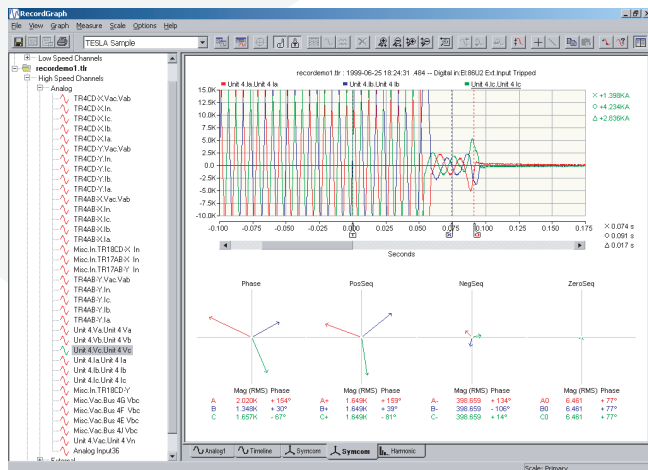 RecordGraph
File View Graph Measure Scale Options Help
TESLA Sample
Low Speed Channels
recordemo1.tlr
High Speed Channels
Analog
TR4CD-X.Vac.Vab
TR4CD-X.In.
TR4CD-X.Ic.
TR4CD-X.Ib.
TR4CD-X.Ia.
TR4CD-Y.Vac.Vab
TR4CD-Y.In.
TR4CD-Y.Ic.
TR4CD-Y.Ib.
TR4CD-Y.Ia.
TR4AB-X.Vac.Vab
TR4AB-X.In.
TR4AB-X.Ic.
TR4AB-X.Ib.
TR4AB-X.Ia.
Misc.In.TR18CD-X In
Misc.In.TR17AB-X In
Misc.In.TR17AB-Y In
TR4AB-Y.Vac.Vab
TR4AB-Y.In.
TR4AB-Y.Ic.
TR4AB-Y.Ib.
TR4AB-Y.Ia.
Unit 4.Va.Unit 4 Va
Unit 4.Vb.Unit 4 Vb
Unit 4.Vc.Unit 4 Vc
Unit 4.Ia.Unit 4 Ia
Unit 4.Ib.Unit 4 Ib
Unit 4.Ic.Unit 4 Ic
Misc.In.TR18CD-Y
Misc.Vac.Bus 4G Vbc
Misc.Vac.Bus 4F Vbc
Misc.Vac.Bus 4E Vbc
Misc.Vac.Bus 4J Vbc
Unit 4.Vac.Unit 4 Vn
Analog Input36
External
recordemo1.tlr : 1999-06-25 18:24:31 .484 -- Digital in:El:86U2 Ext.Input Tripped
Unit 4.Ia.Unit 4 Ia Unit 4.Ib.Unit 4 Ib Unit 4.Ic.Unit 4 Ic
15.0K
12.5K
10.0K
7.5K
5.0K
2.5K
0.0
-2.5K
-5.0K
-7.5K
-10.0K
X +1.398KA
O +4.234KA
Δ +2.836KA
-0.100 -0.075 -0.050 -0.025 0.000 0.025 0.050 0.075 0.100 0.125 0.150 0.175
T X O
X 0.074 s
O 0.091 s
Δ 0.017 s
Seconds
Phase PosSeq NegSeq ZeroSeq
Mag (RMS) Phase Mag (RMS) Phase Mag (RMS) Phase Mag (RMS) Phase
A 2.020K + 154° A+ 1.649K + 159° A- 398.659 + 134° A0 6.461 + 77°
B 1.348K + 30° B+ 1.649K + 39° B- 398.659 - 106° B0 6.461 + 77°
C 1.657K - 67° C+ 1.649K - 81° C- 398.659 + 14° C0 6.461 + 77°
Analog1 Timeline Symcom Symcom Harmonic
Scale: Primary